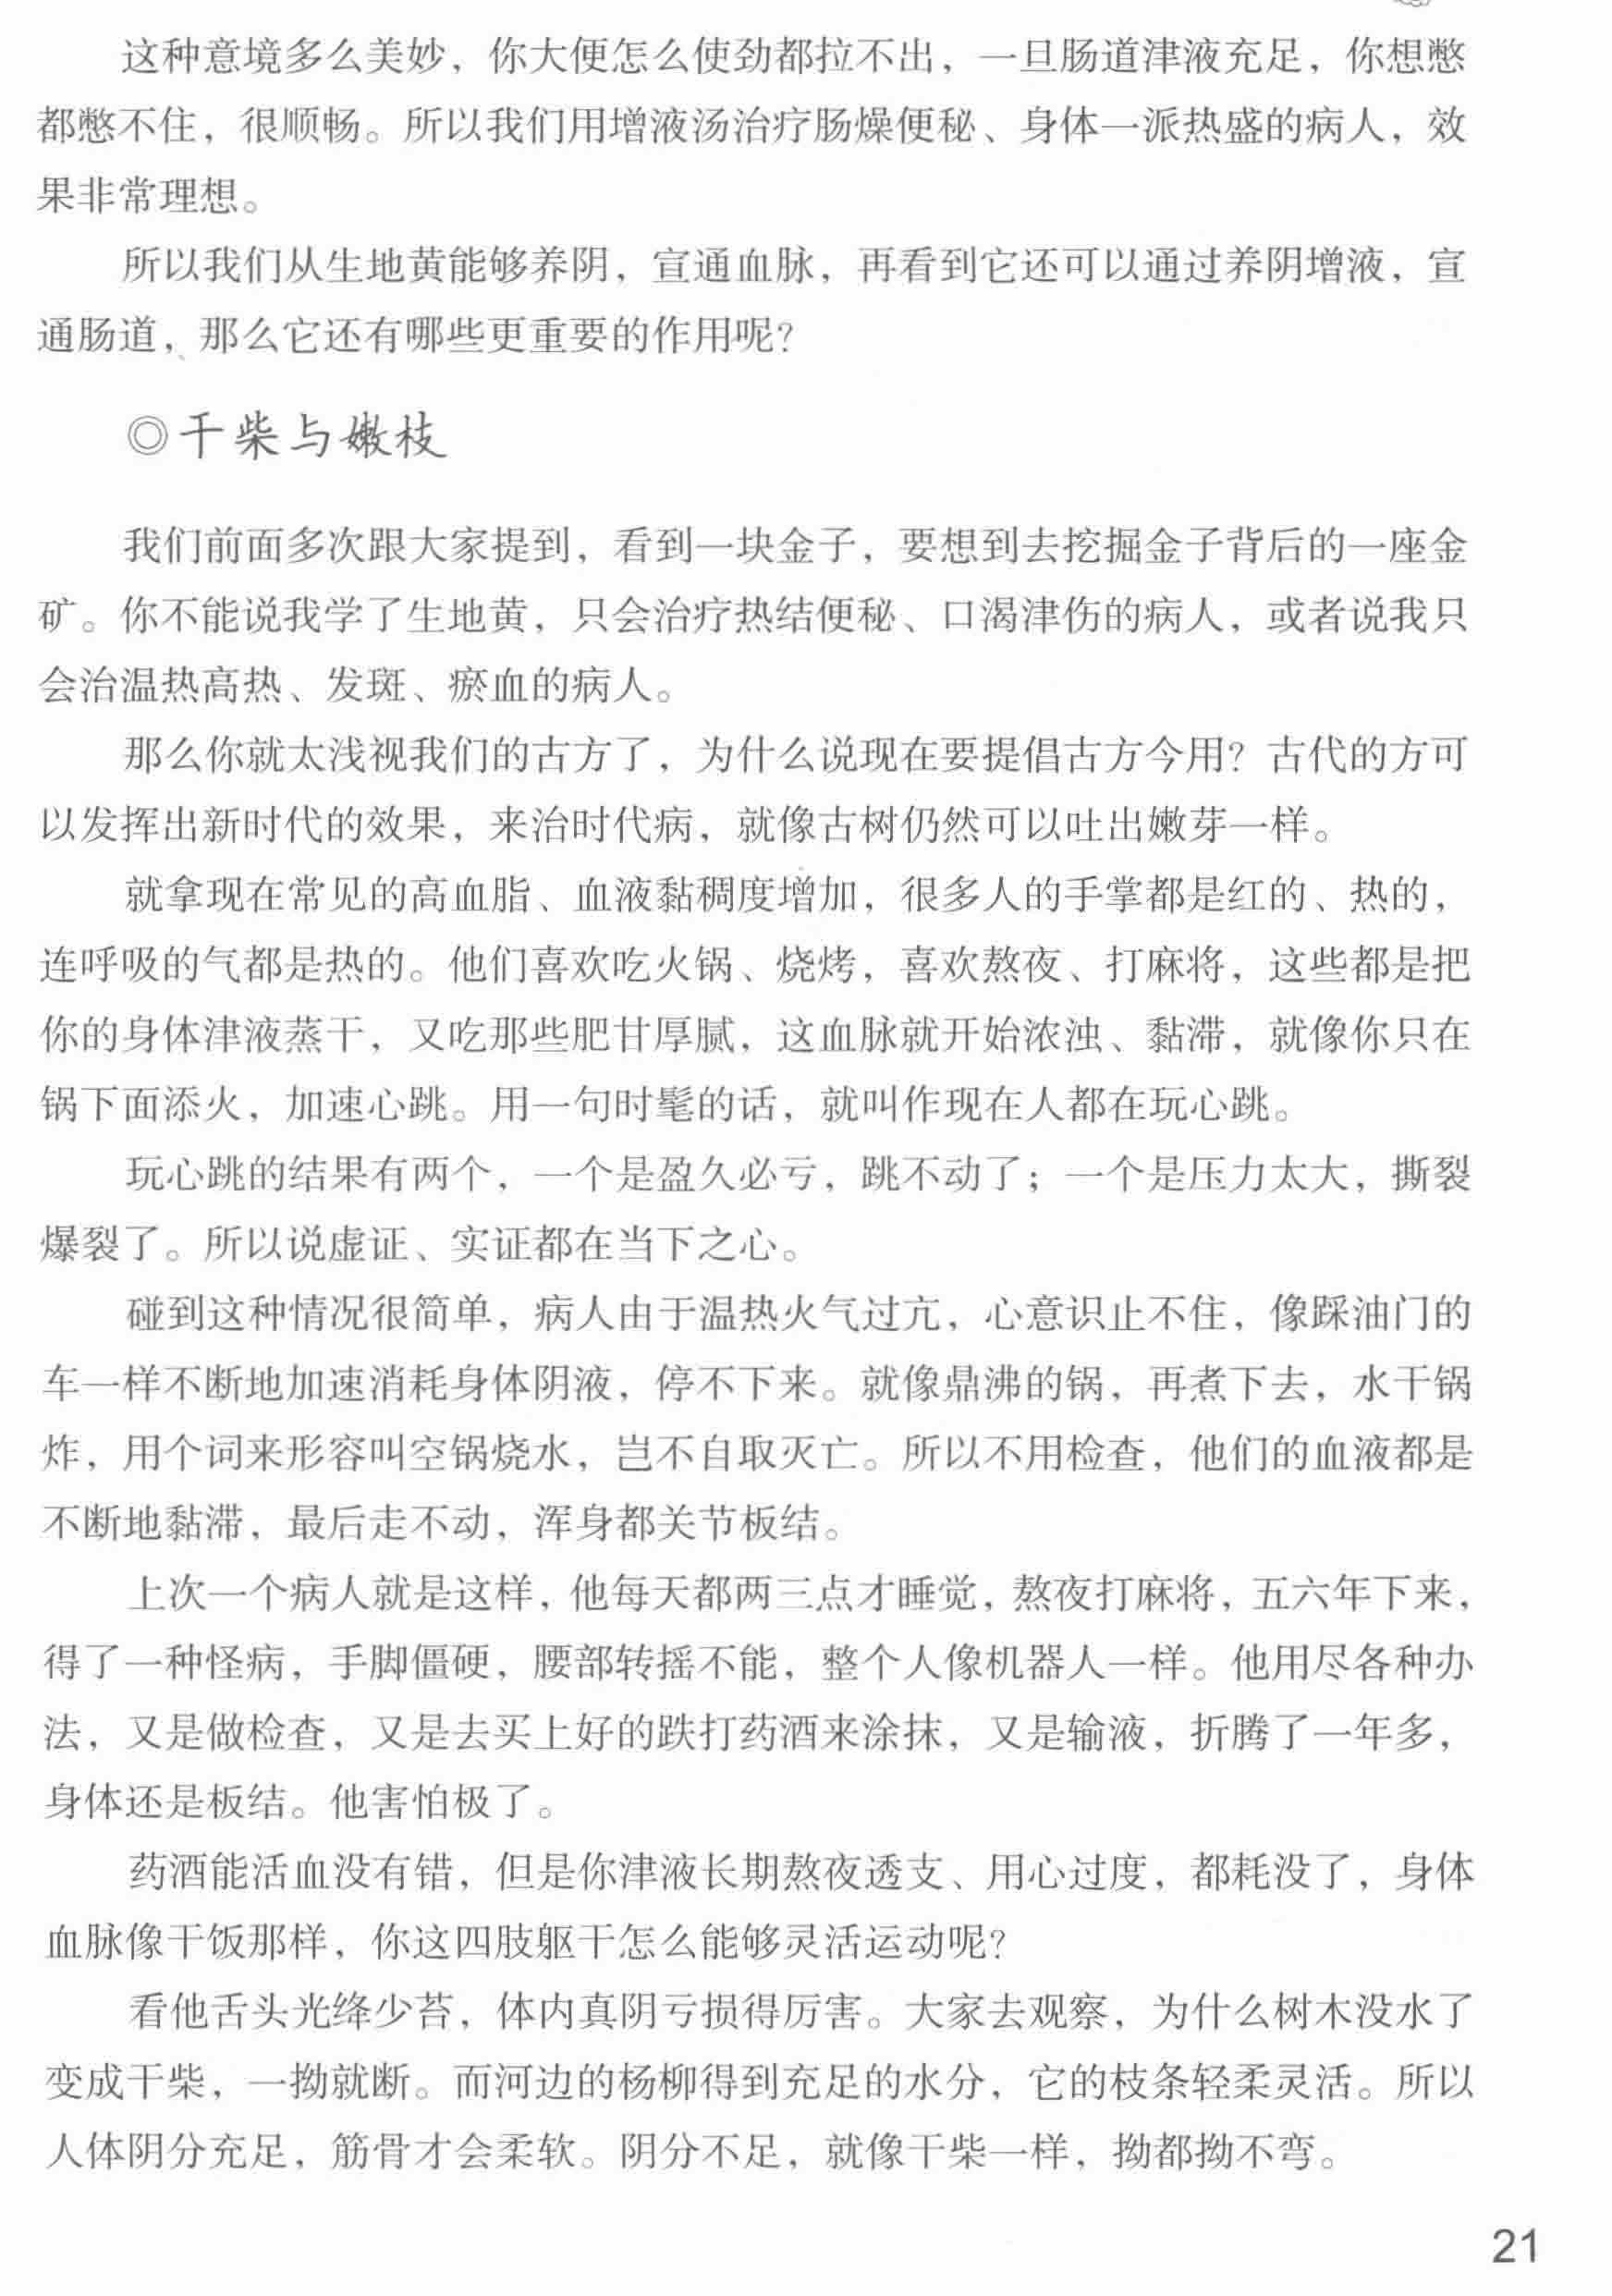 这种意境多么美妙，你大便怎么使劲都拉不出，一旦肠道津液充足，你想憋
都憋不住，很顺畅。所以我们用增液汤治疗肠燥便秘、身体一派热盛的病人，效
果非常理想。
所以我们从生地黄能够养阴，宣通血脉，再看到它还可以通过养阴增液，宣
通肠道，那么它还有哪些更重要的作用呢？
◎干柴与嫩枝
我们前面多次跟大家提到，看到一块金子，要想到去挖掘金子背后的一座金
矿。你不能说我学了生地黄，只会治疗热结便秘、口渴津伤的病人，或者说我只
会治温热高热、发斑、瘀血的病人。
那么你就太浅视我们的古方了，为什么说现在要提倡古方今用？古代的方可
以发挥出新时代的效果，来治时代病，就像古树仍然可以吐出嫩芽一样。
就拿现在常见的高血脂、血液黏稠度增加，很多人的手掌都是红的、热的，
连呼吸的气都是热的。他们喜欢吃火锅、烧烤，喜欢熬夜、打麻将，这些都是把
你的身体津液蒸干，又吃那些肥甘厚腻，这血脉就开始浓浊、黏滞，就像你只在
锅下面添火，加速心跳。用一句时髦的话，就叫作现在人都在玩心跳。
玩心跳的结果有两个，一个是盈久必亏，跳不动了；一个是压力太大，撕裂
爆裂了。所以说虚证、实证都在当下之心。
碰到这种情况很简单，病人由于温热火气过亢，心意识止不住，像踩油门的
车一样不断地加速消耗身体阴液，停不下来。就像鼎沸的锅，再煮下去，水干锅
炸，用个词来形容叫空锅烧水，岂不自取灭亡。所以不用检查，他们的血液都是
不断地黏滞，最后走不动，浑身都关节板结。
上次一个病人就是这样，他每天都两三点才睡觉，熬夜打麻将，五六年下来，
得了一种怪病，手脚僵硬，腰部转摇不能，整个人像机器人一样。他用尽各种办
法，又是做检查，又是去买上好的跌打药酒来涂抹，又是输液，折腾了一年多，
身体还是板结。他害怕极了。
药酒能活血没有错，但是你津液长期熬夜透支、用心过度，都耗没了，身体
血脉像干饭那样，你这四肢躯干怎么能够灵活运动呢？
看他舌头光绛少苔，体内真阴亏损得厉害。大家去观察，为什么树木没水了
变成干柴，一拗就断。而河边的杨柳得到充足的水分，它的枝条轻柔灵活。所以
人体阴分充足，筋骨才会柔软。阴分不足，就像干柴一样，拗都拗不弯。
21